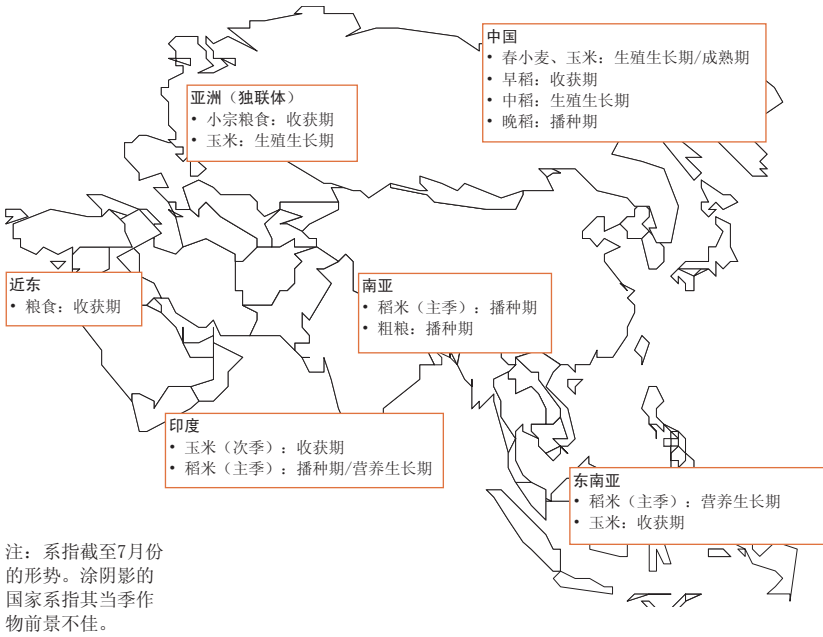 中国
• 春小麦、玉米：生殖生长期/成熟期
• 早稻：收获期
• 中稻：生殖生长期
• 晚稻：播种期
亚洲（独联体）
• 小宗粮食：收获期
• 玉米：生殖生长期
近东
• 粮食：收获期
南亚
• 稻米（主季）：播种期
• 粗粮：播种期
印度
• 玉米（次季）：收获期
• 稻米（主季）：播种期/营养生长期
东南亚
• 稻米（主季）：营养生长期
• 玉米：收获期
注：系指截至7月份
的形势。涂阴影的
国家系指其当季作
物前景不佳。